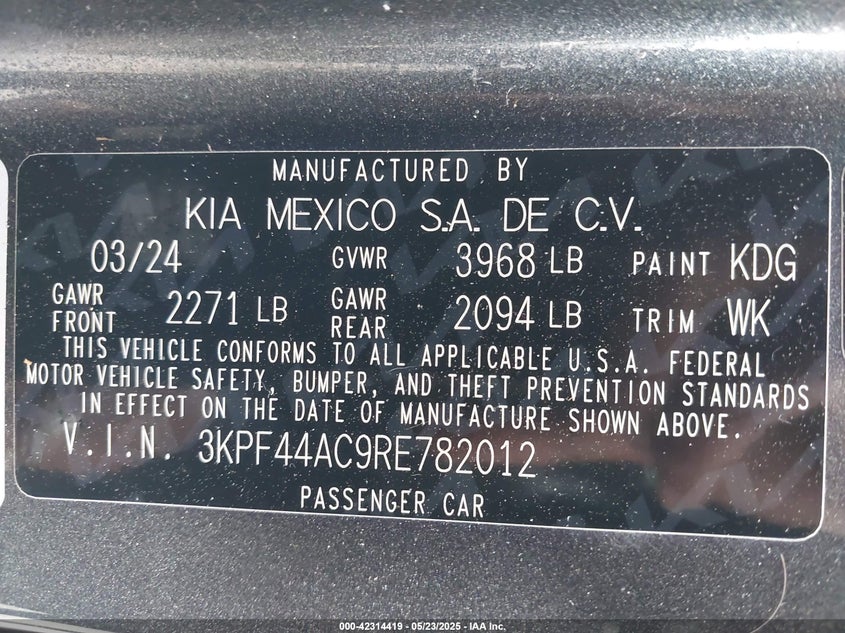 MANUFACTURED BY
KIA MEXICO S.A. DE C.V.
03/24 GVWR 3968 LB PAINT KDG
GAWR FRONT 2271 LB GAWR REAR 2094 LB TRIM WK
THIS VEHICLE CONFORMS TO ALL APPLICABLE U.S.A. FEDERAL
MOTOR VEHICLE SAFETY, BUMPER, AND THEFT PREVENTION STANDARDS
IN EFFECT ON THE DATE OF MANUFACTURE SHOWN ABOVE.
V.I.N. 3KPF44AC9RE782012
PASSENGER CAR
000-42314419 - 05/23/2025 - IAA Inc.